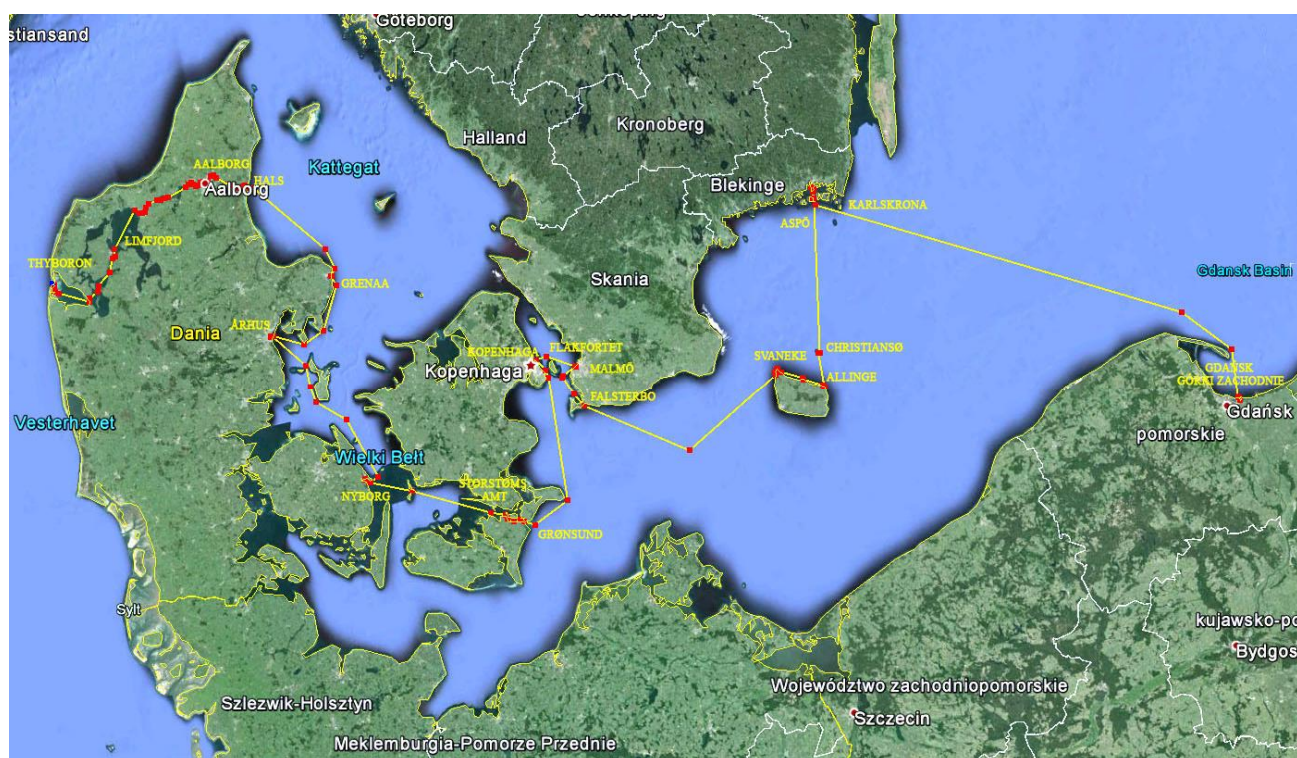 Göteborg
stiansand
Kronoberg
Halland
Kattegat
AALBORG
Aalborg
HALS
Blekinge
KARLSKRONA
ASPÖ
LIMFJORD
THYBORON
Gdansk Basin
Skania
GRENAA
Dania
ÅRHUS
KOPENHAGA
FLAKFORTET
Kopenhaga
MALMÖ
FALSTERBO
SVANEKE
CHRISTIANSØ
ALLINGE
GDAŃSK
GÓRKI ZACHODNIE
Gdańsk
pomorskie
Vesterhavet
Wielki Bełt
NYBORG
STORSTØMS
AMT
GRØNSUND
Sylt
kujawsko-po
Bydgos
Województwo zachodniopomorskie
Szlezwik-Holsztyn
Szczecin
Meklemburgia-Pomorze Przednie